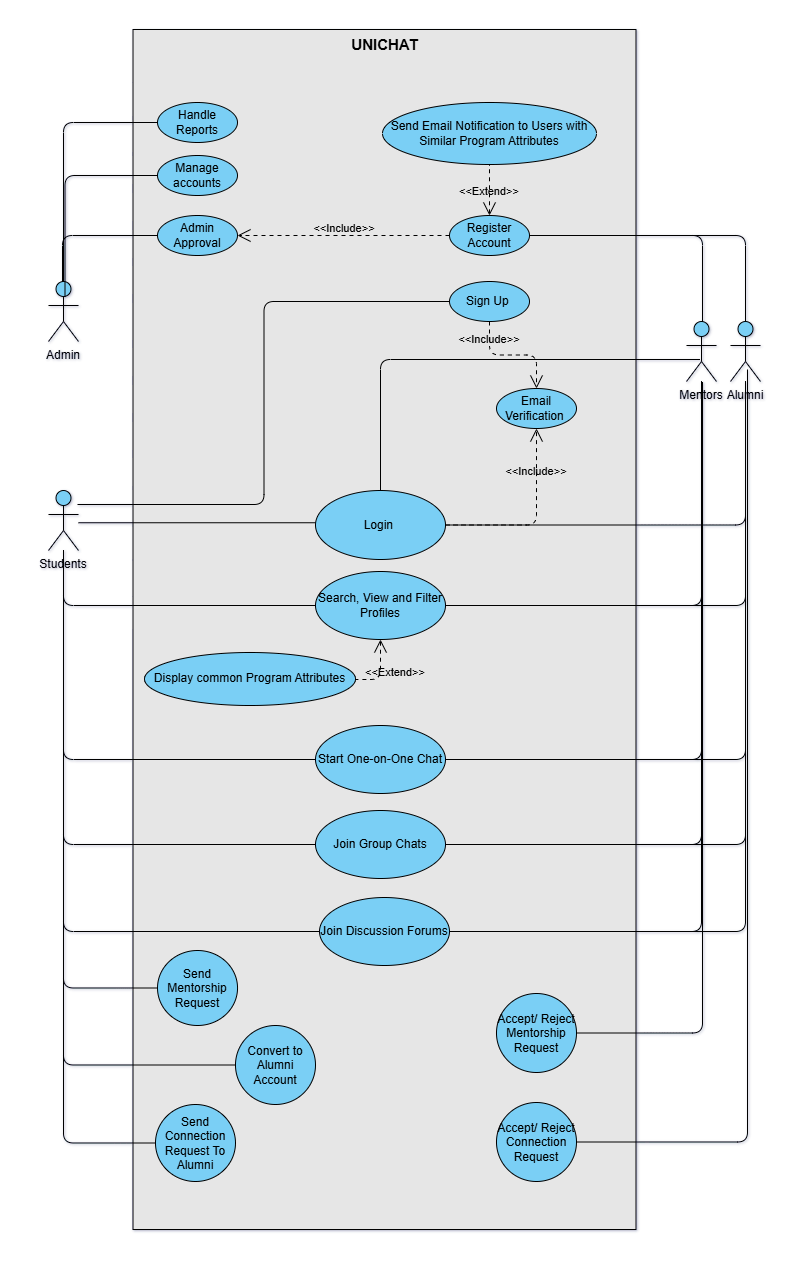 UNICHAT
Handle
Reports
Send Email Notification to Users with
Similar Program Attributes
Manage
accounts
<<Extend>>
Admin
Approval
<<Include>>
Register
Account
Sign Up
Admin
<<Include>>
Mentors
Alumni
Email
Verification
<<Include>>
Login
Students
Search, View and Filter
Profiles
Display common Program Attributes
<<Extend>>
Start One-on-One Chat
Join Group Chats
Join Discussion Forums
Send
Mentorship
Request
Accept/ Reject
Mentorship
Request
Convert to
Alumni
Account
Send
Connection
Request To
Alumni
Accept/ Reject
Connection
Request